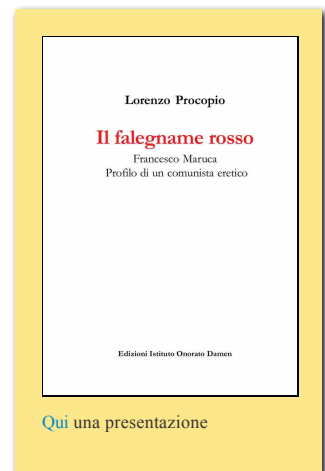 Lorenzo Procopio
Il falegname rosso
Francesco Maruca
Profilo di un comunista eretico
Edizioni Istituto Onorato Damen
Qui una presentazione